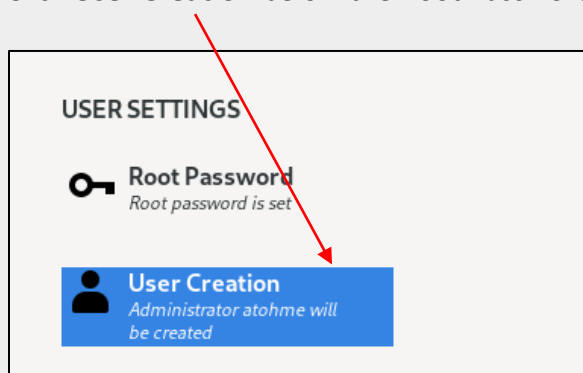 USER SETTINGS
Root Password
Root password is set
User Creation
Administrator atohme will
be created